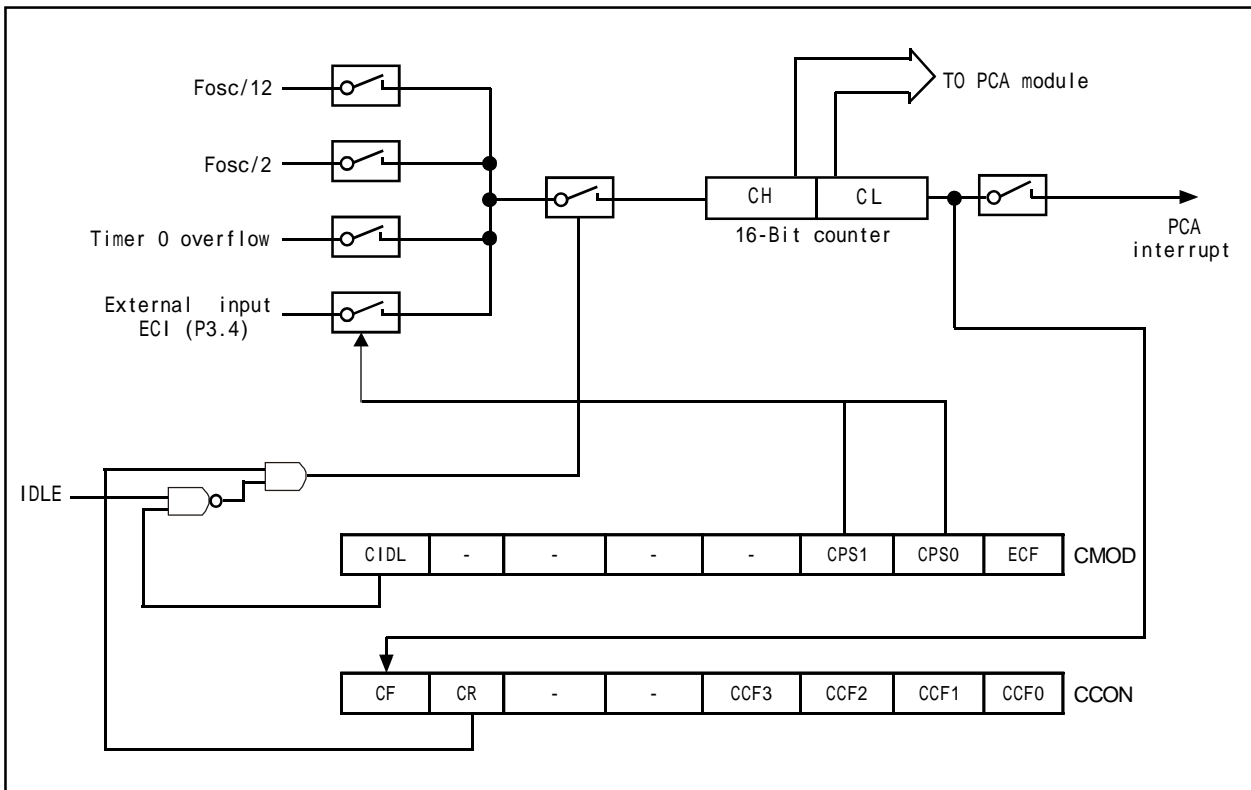 Fosc/12
TO PCA module
Fosc/2
CH CL
16-Bit counter
PCA
interrupt
Timer 0 overflow
External input
ECI (P3.4)
IDLE
CIDL - - - - CPS1 CPS0 ECF CMOD
CF CR - - CCF3 CCF2 CCF1 CCF0 CCON